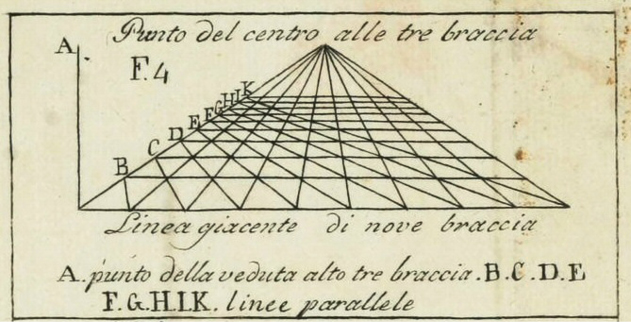 Punto del centro alle tre braccia
A
F.4
K
I
H
G
F
E
D
C
B
Linea giacente di nove braccia
A. punto della veduta alto tre braccia. B. C. D. E
F. G. H. I. K. linee parallele